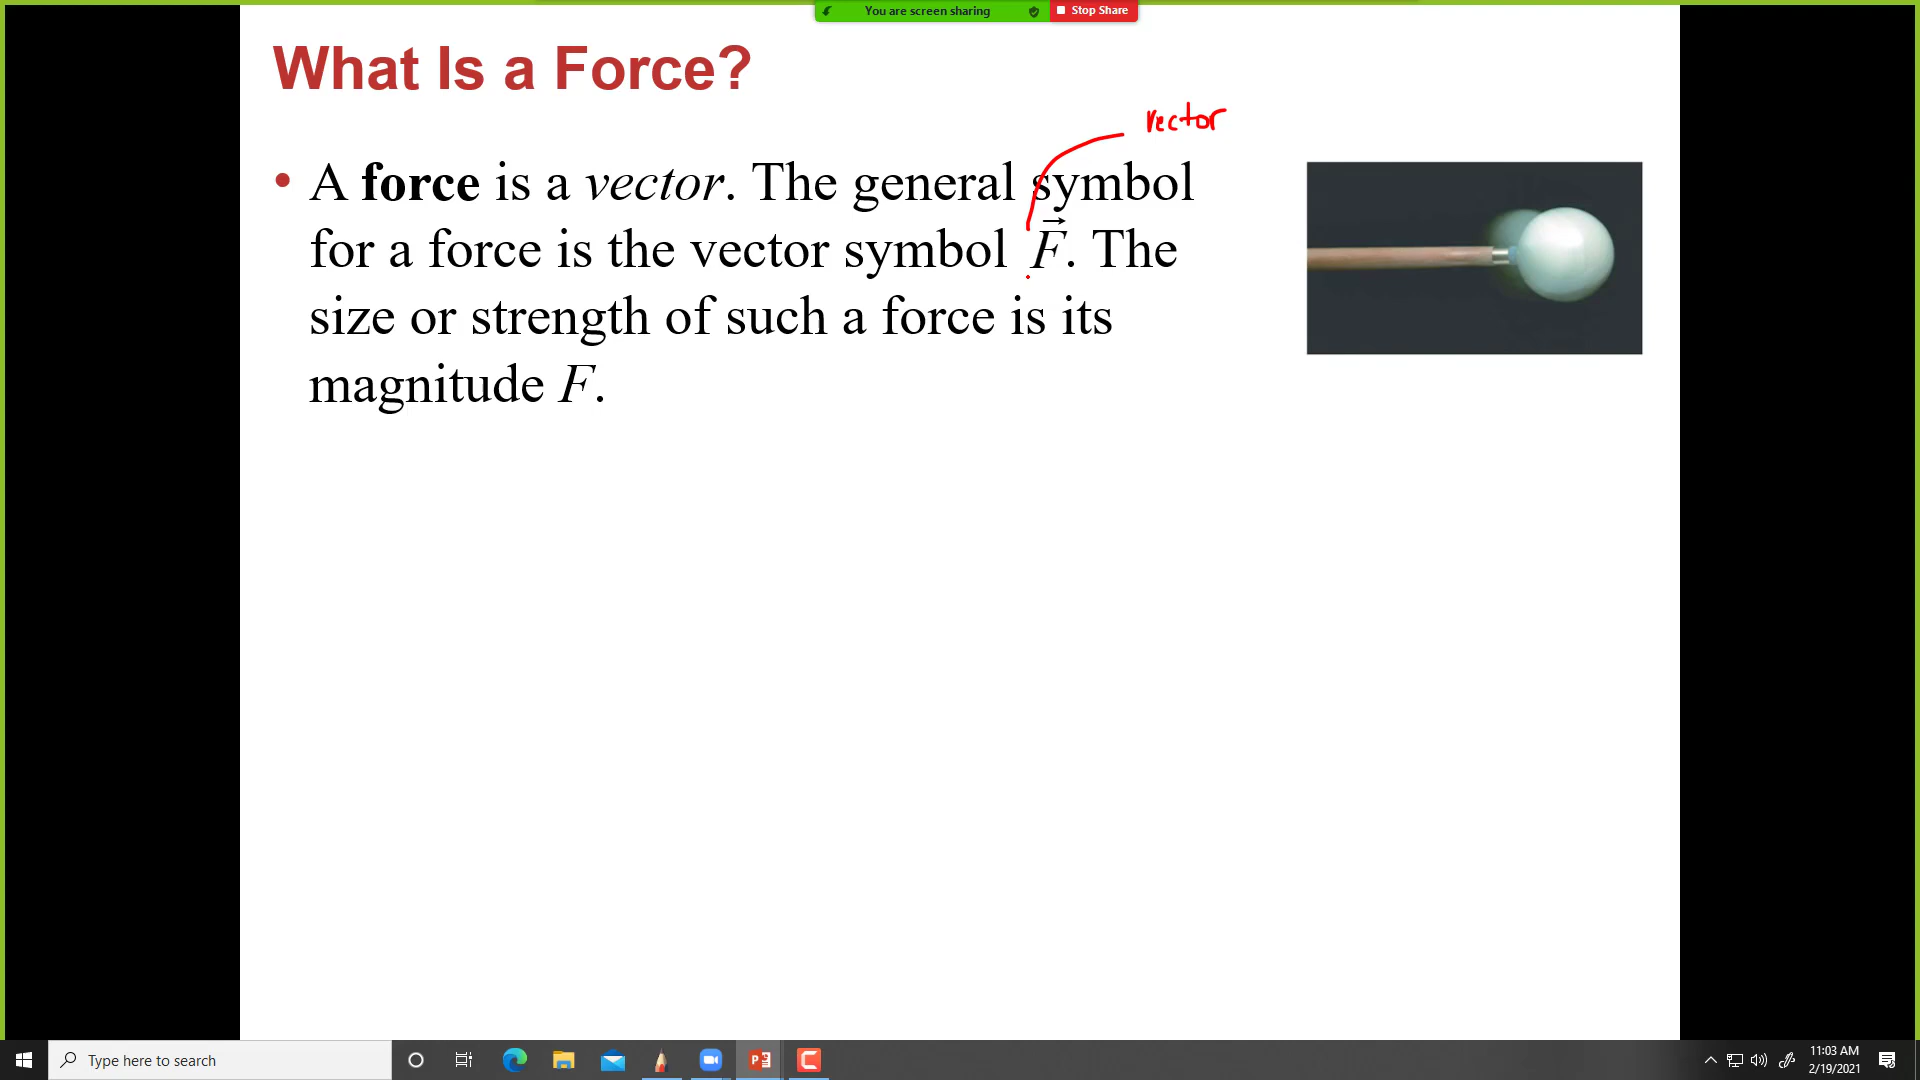 You are screen sharing
Stop Share
What Is a Force?
vector
• A force is a vector. The general symbol
for a force is the vector symbol F⃗. The
size or strength of such a force is its
magnitude F.
Type here to search
11:03 AM
2/19/2021